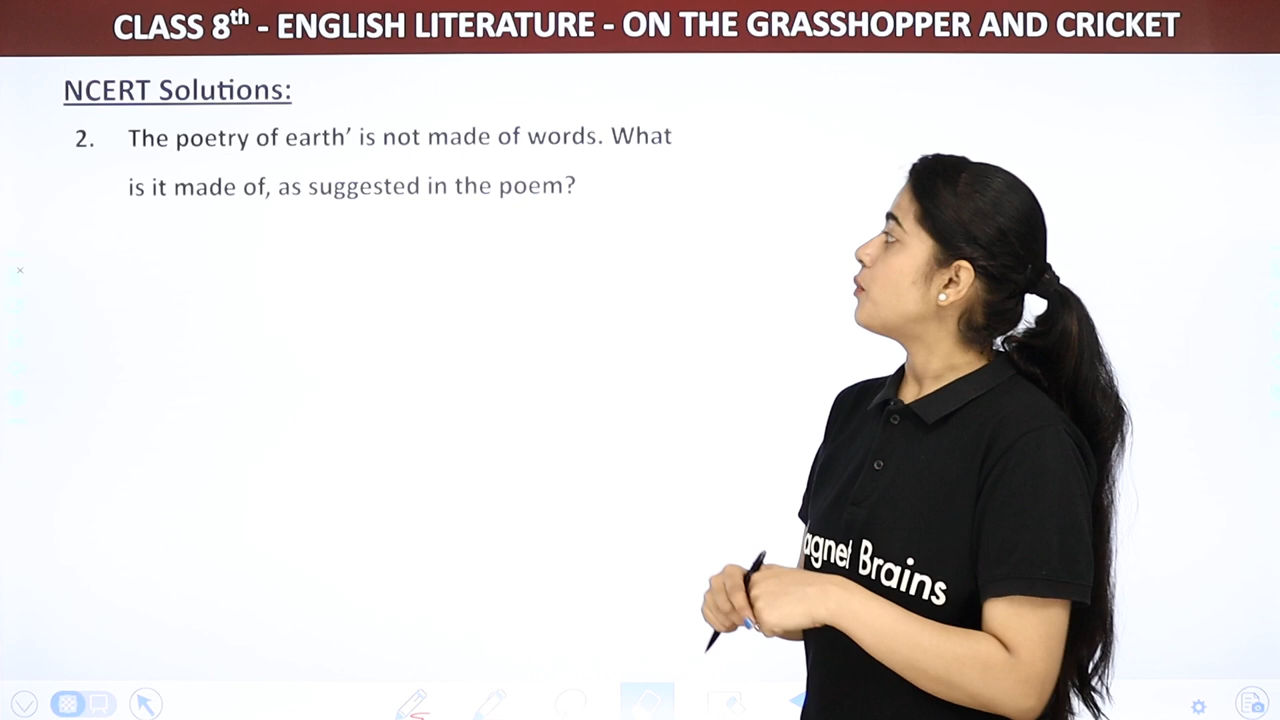 CLASS 8th - ENGLISH LITERATURE - ON THE GRASSHOPPER AND CRICKET
NCERT Solutions:
2. The poetry of earth’ is not made of words. What
is it made of, as suggested in the poem?
agnet Brains